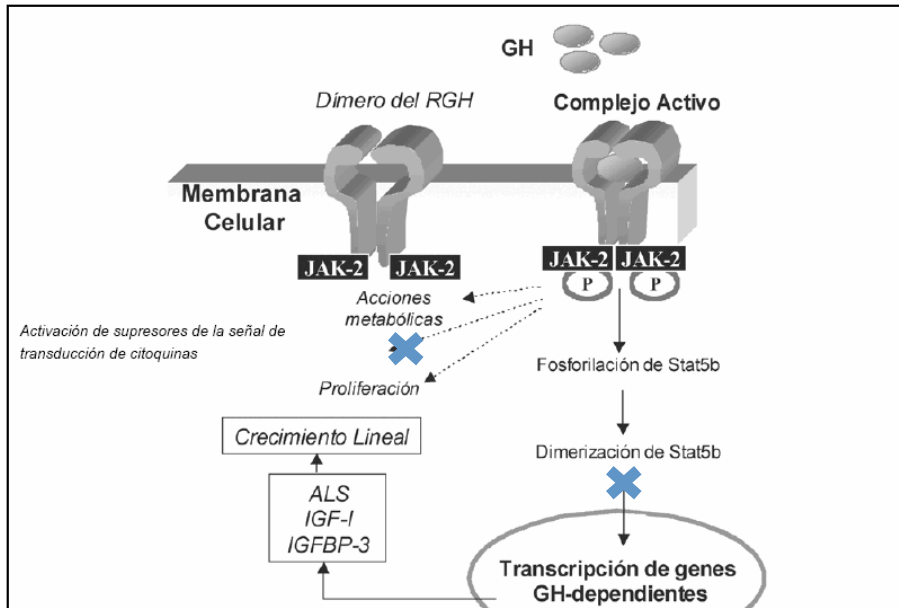 GH
Dímero del RGH
Complejo Activo
Membrana
Celular
JAK-2
JAK-2
JAK-2
JAK-2
P
P
Acciones
metabólicas
Activación de supresores de la señal de
transducción de citoquinas
Fosforilación de Stat5b
Proliferación
Crecimiento Lineal
Dimerización de Stat5b
ALS
IGF-I
IGFBP-3
Transcripción de genes
GH-dependientes